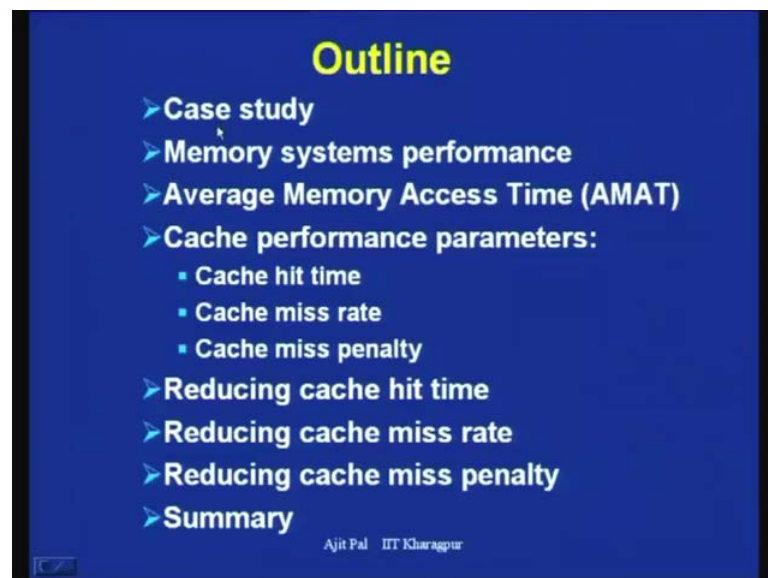 Outline
Case study
Memory systems performance
Average Memory Access Time (AMAT)
Cache performance parameters:
Cache hit time
Cache miss rate
Cache miss penalty
Reducing cache hit time
Reducing cache miss rate
Reducing cache miss penalty
Summary
Ajit Pal IIT Kharagpur